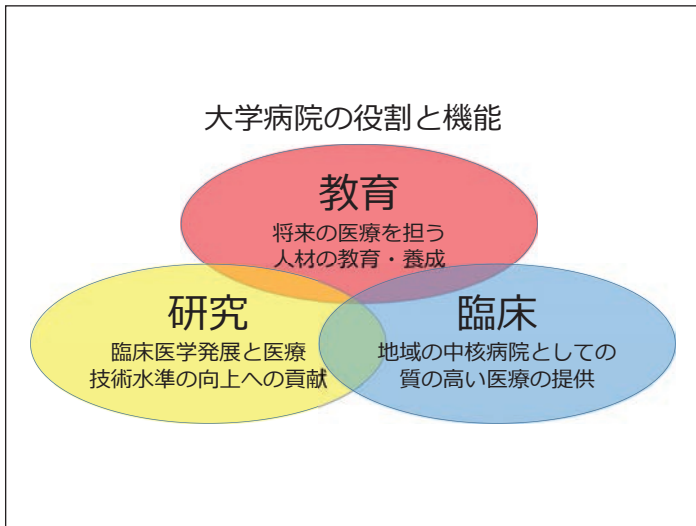 大学病院の役割と機能
教育
将来の医療を担う
人材の教育・養成
研究
臨床医学発展と医療
技術水準の向上への貢献
臨床
地域の中核病院としての
質の高い医療の提供